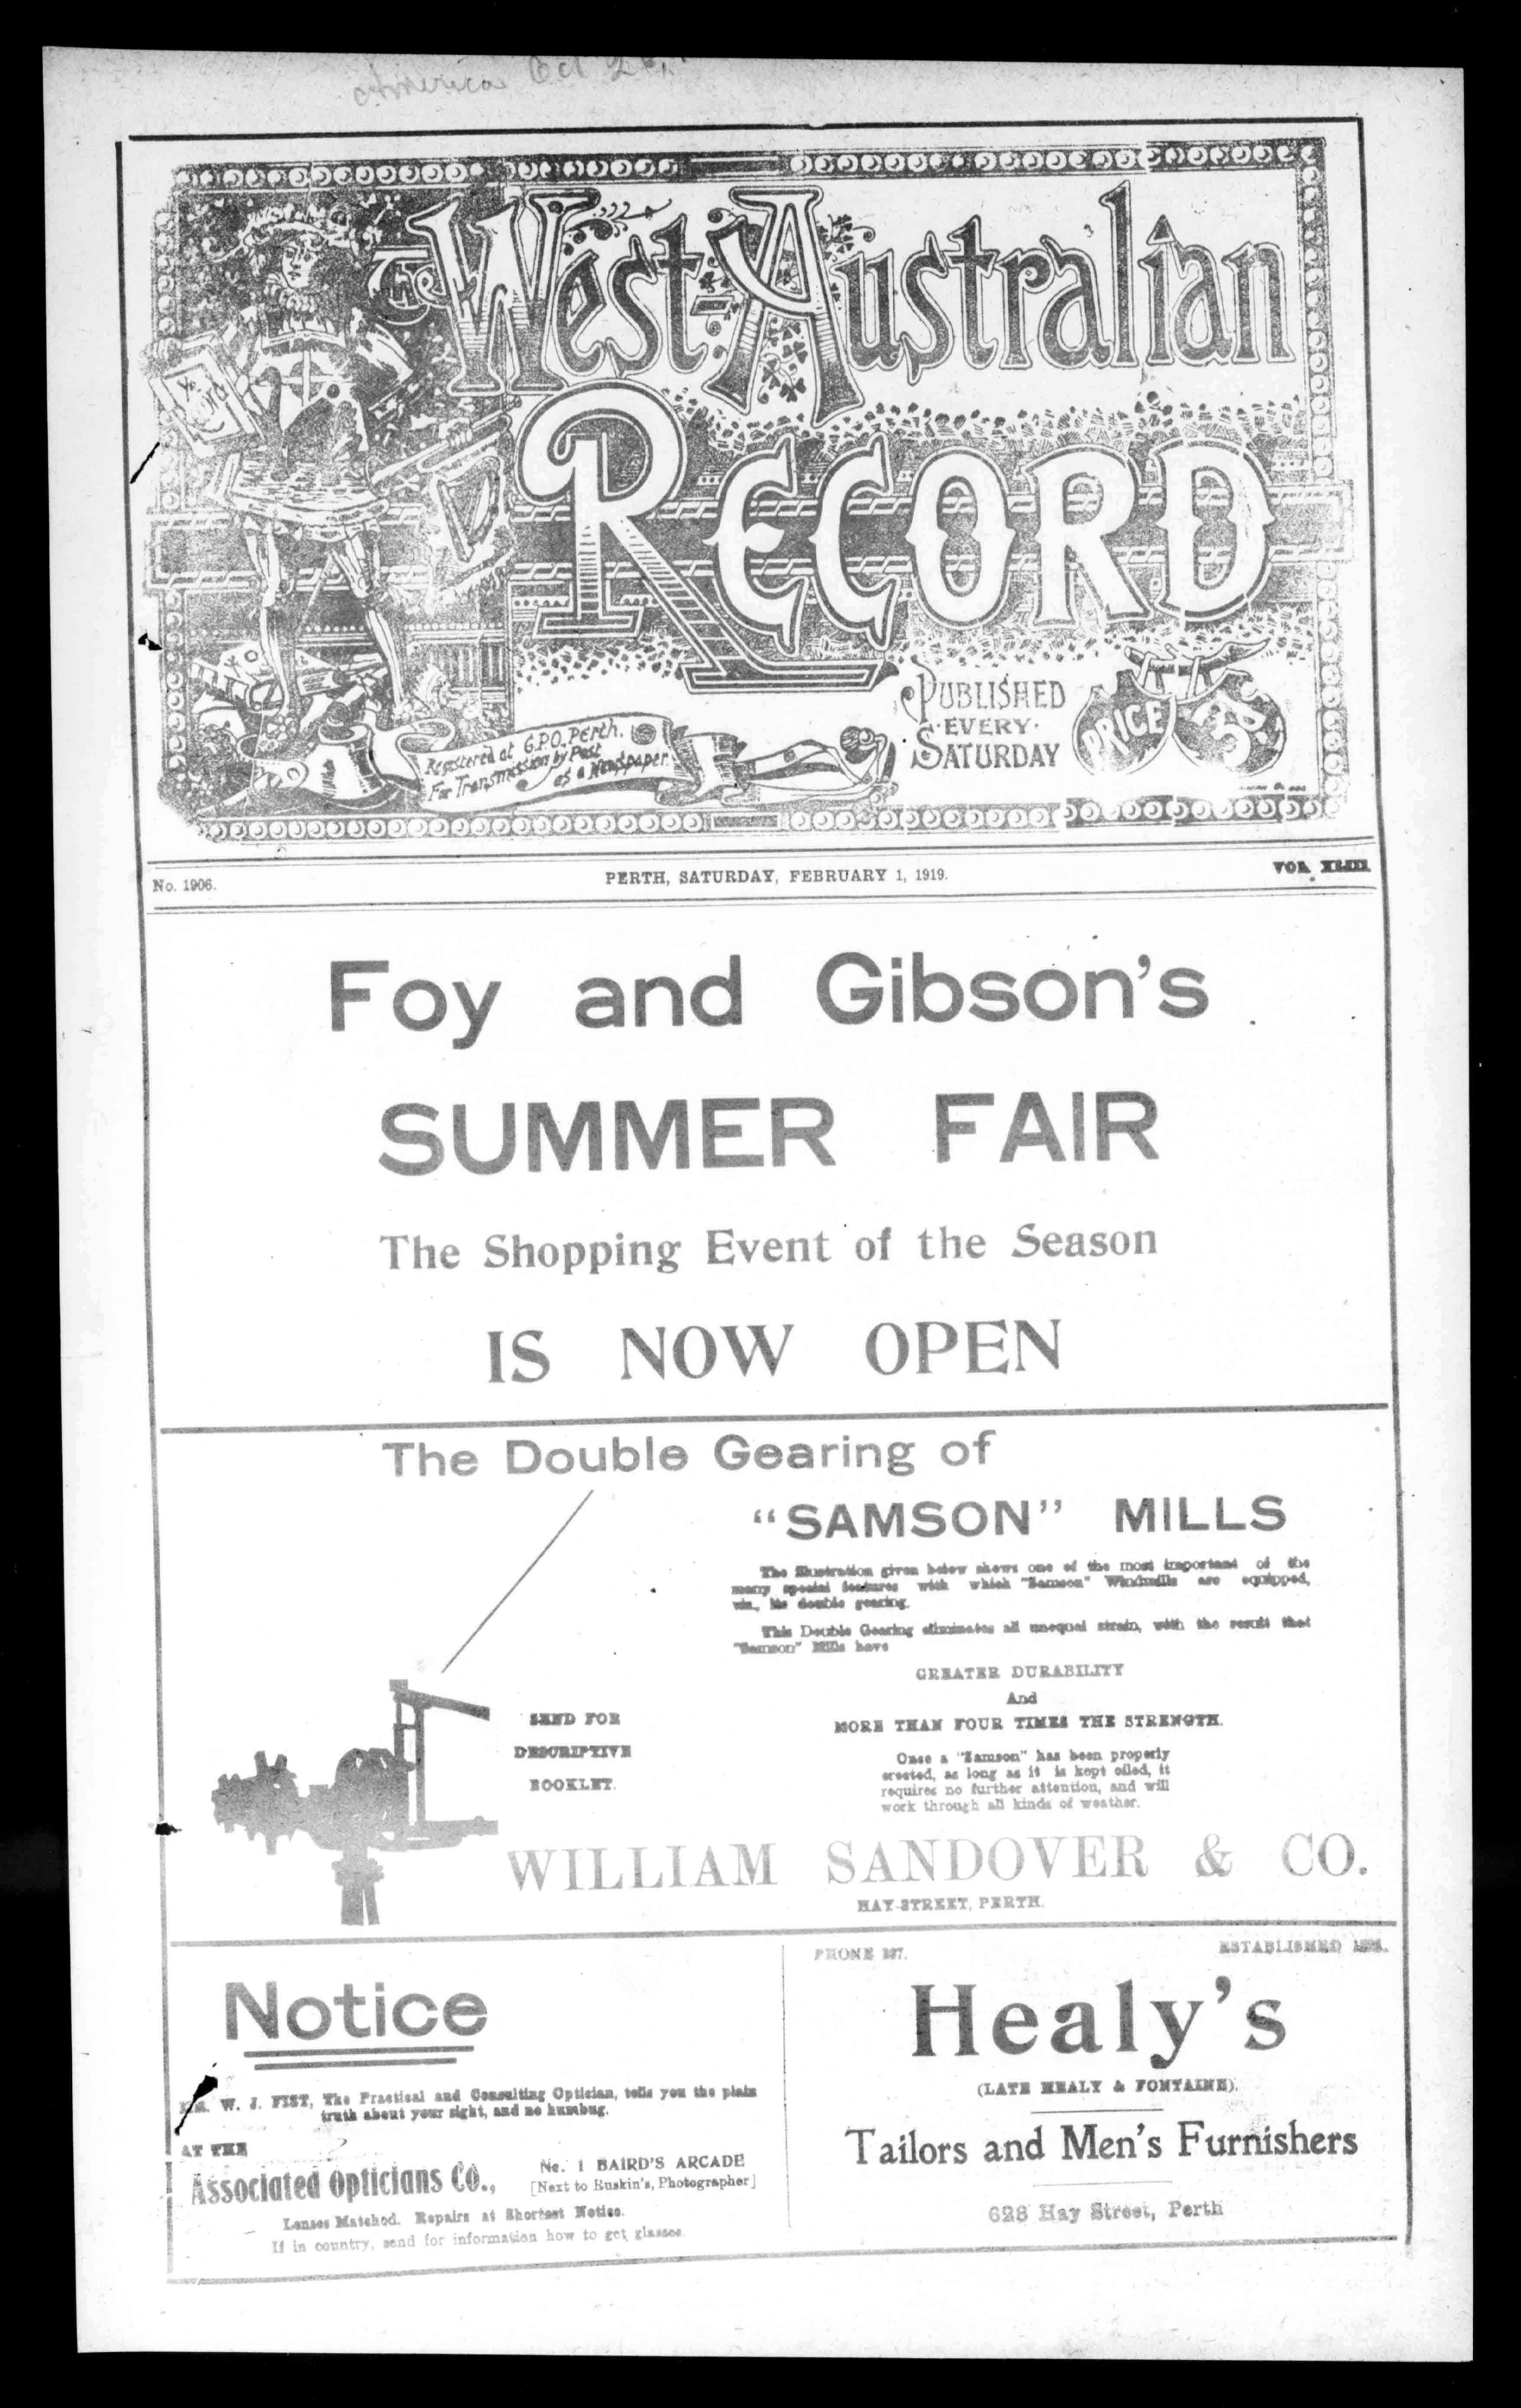 America Oct
The West-Australian
Record
Ye Record
Registered at G.P.O. Perth.
For Transmission by Post
as a Newspaper
Published
Every
Saturday
Price 3D.
No. 1906.
PERTH, SATURDAY, FEBRUARY 1, 1919.
VOL. XLIII.
Foy and Gibson's
SUMMER FAIR
The Shopping Event of the Season
IS NOW OPEN
The Double Gearing of
"SAMSON" MILLS
The illustration given below shows one of the most important of the
many special features with which "Samson" Windmills are equipped,
viz., its double gearing.
This Double Gearing eliminates all unequal strain, with the result that
"Samson" Mills have
GREATER DURABILITY
And
MORE THAN FOUR TIMES THE STRENGTH.
SEND FOR
DESCRIPTIVE
BOOKLET.
Once a "Samson" has been properly
erected, as long as it is kept oiled, it
requires no further attention, and will
work through all kinds of weather.
WILLIAM SANDOVER & CO.
HAY-STREET, PERTH.
Notice
W. J. FIST, The Practical and Consulting Optician, tells you the plain
truth about your sight, and no humbug.
AT THE
Associated Opticians Co.,
No. 1 BAIRD'S ARCADE
[Next to Ruskin's, Photographer]
Lenses Matched. Repairs at Shortest Notice.
If in country, send for information how to get glasses.
PHONE
ESTABLISHED
Healy's
(LATE HEALY & FONTAINE).
Tailors and Men's Furnishers
628 Hay Street, Perth